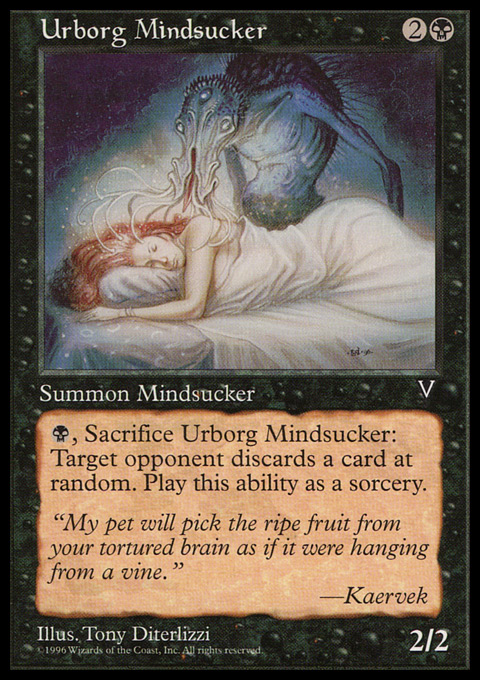 Urborg Mindsucker 2
Summon Mindsucker V
, Sacrifice Urborg Mindsucker:
Target opponent discards a card at
random. Play this ability as a sorcery.
“My pet will pick the ripe fruit from
your tortured brain as if it were hanging
from a vine.”
—Kaervek
Illus. Tony Diterlizzi
©1996 Wizards of the Coast, Inc. All rights reserved.
2/2